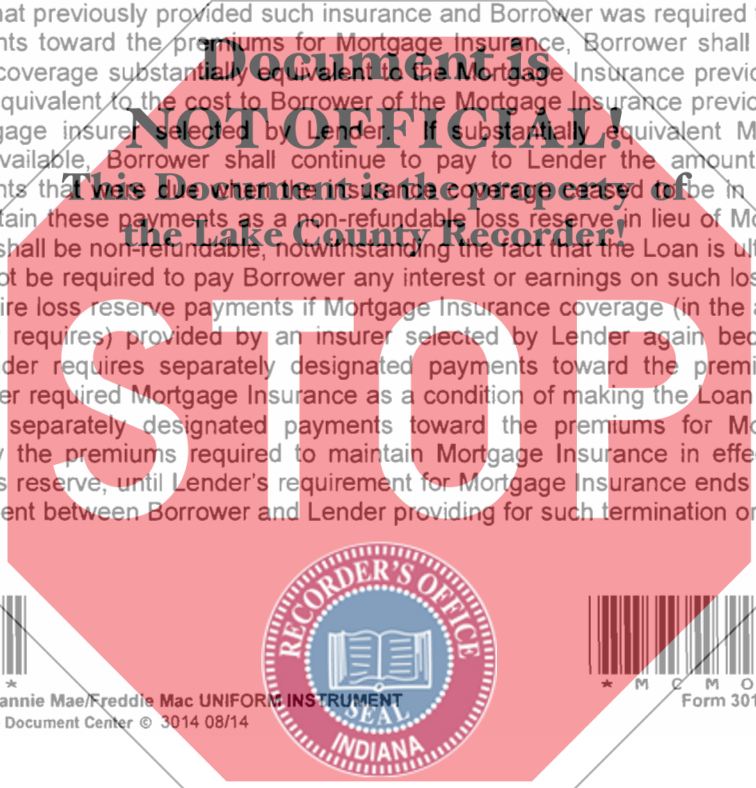 at previously provided such insurance and Borrower was required
nts toward the premiums for Mortgage Insurance, Borrower shall
Document is
coverage substantially equivalent to the Mortgage Insurance previo
quivalent to the cost to Borrower of the Mortgage Insurance previo
NOT OFFICIAL!
gage insurer selected by Lender. If substantially equivalent M
vailable, Borrower shall continue to pay to Lender the amount
This Document is the property of
nts that were due when the insurance coverage ceased to be in
tain these payments as a non-refundable loss reserve in lieu of Mo
the Lake County Recorder!
shall be non-refundable, notwithstanding the fact that the Loan is ult
ot be required to pay Borrower any interest or earnings on such los
ire loss reserve payments if Mortgage Insurance coverage (in the
requires) provided by an insurer selected by Lender again bec
der requires separately designated payments toward the premi
er required Mortgage Insurance as a condition of making the Loan
STOP
separately designated payments toward the premiums for Mo
the premiums required to maintain Mortgage Insurance in effe
s reserve, until Lender's requirement for Mortgage Insurance ends
ent between Borrower and Lender providing for such termination or
RECORDER'S OFFICE
SEAL
INDIANA
* * M C M O
annie Mae/Freddie Mac UNIFORM INSTRUMENT Form 301
Document Center © 3014 08/14